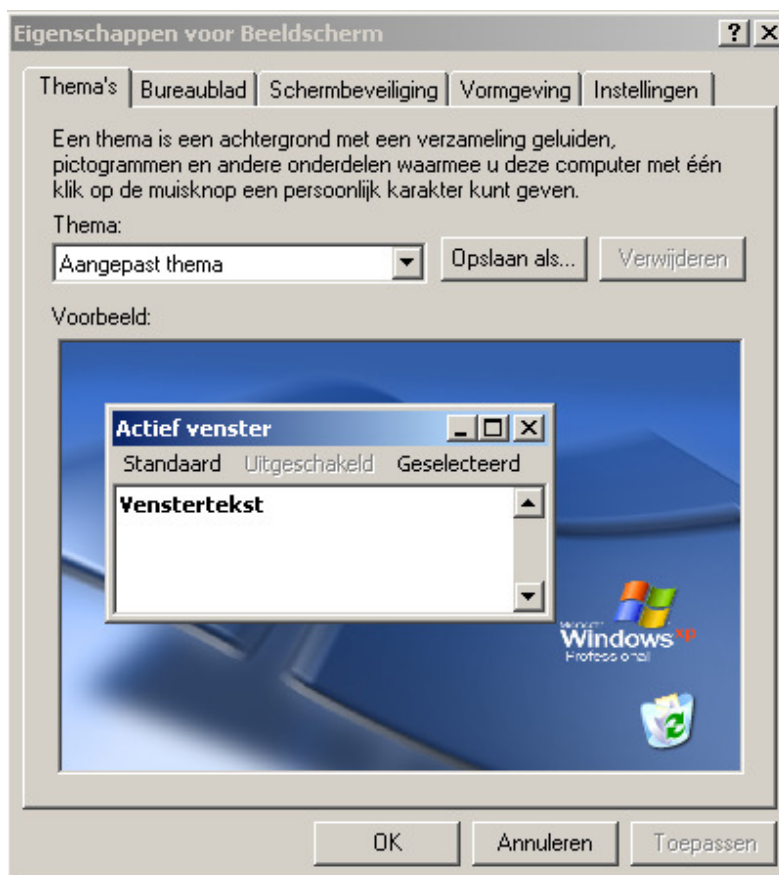 Eigenschappen voor Beeldscherm
Thema's Bureaublad Schermbeveiliging Vormgeving Instellingen
Een thema is een achtergrond met een verzameling geluiden,
pictogrammen en andere onderdelen waarmee u deze computer met één
klik op de muisknop een persoonlijk karakter kunt geven.
Thema:
Aangepast thema
Opslaan als...
Verwijderen
Voorbeeld:
Actief venster
Standaard Uitgeschakeld Geselecteerd
Venstertekst
Microsoft
Windows xp
Professional
OK Annuleren Toepassen